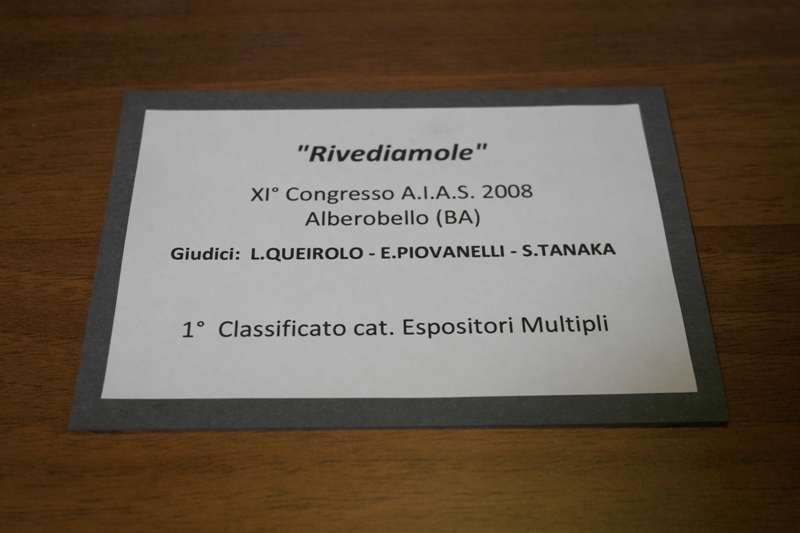 "Rivediamole"
XI° Congresso A.I.A.S. 2008
Alberobello (BA)
Giudici: L.QUEIROLO - E.PIOVANELLI - S.TANAKA
1° Classificato cat. Espositori Multipli